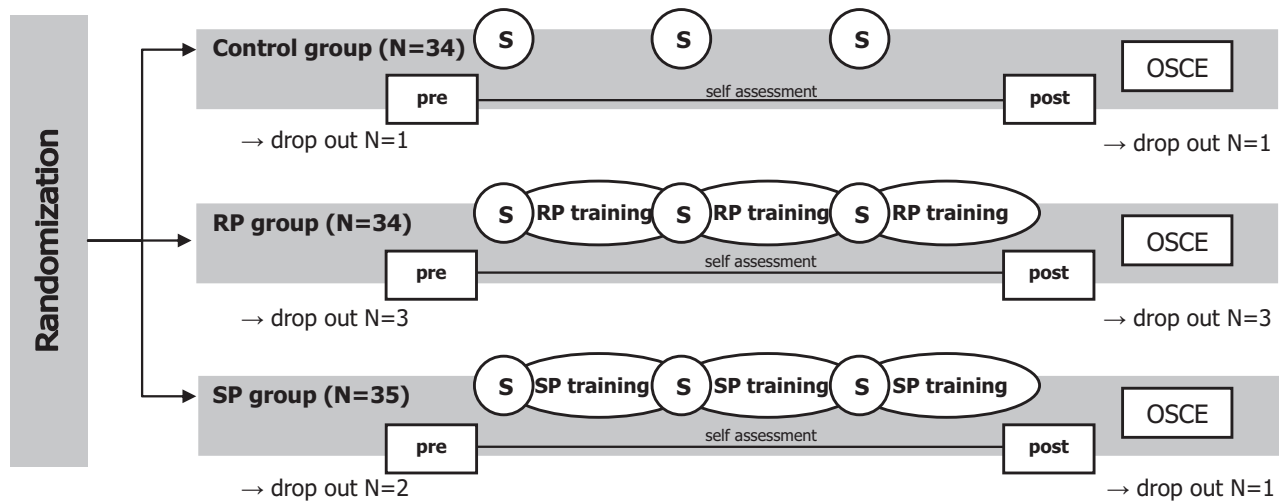 Randomization
Control group (N=34)
S
S
S
OSCE
pre
self assessment
post
→ drop out N=1
→ drop out N=1
RP group (N=34)
S
RP training
S
RP training
S
RP training
OSCE
pre
self assessment
post
→ drop out N=3
→ drop out N=3
SP group (N=35)
S
SP training
S
SP training
S
SP training
OSCE
pre
self assessment
post
→ drop out N=2
→ drop out N=1